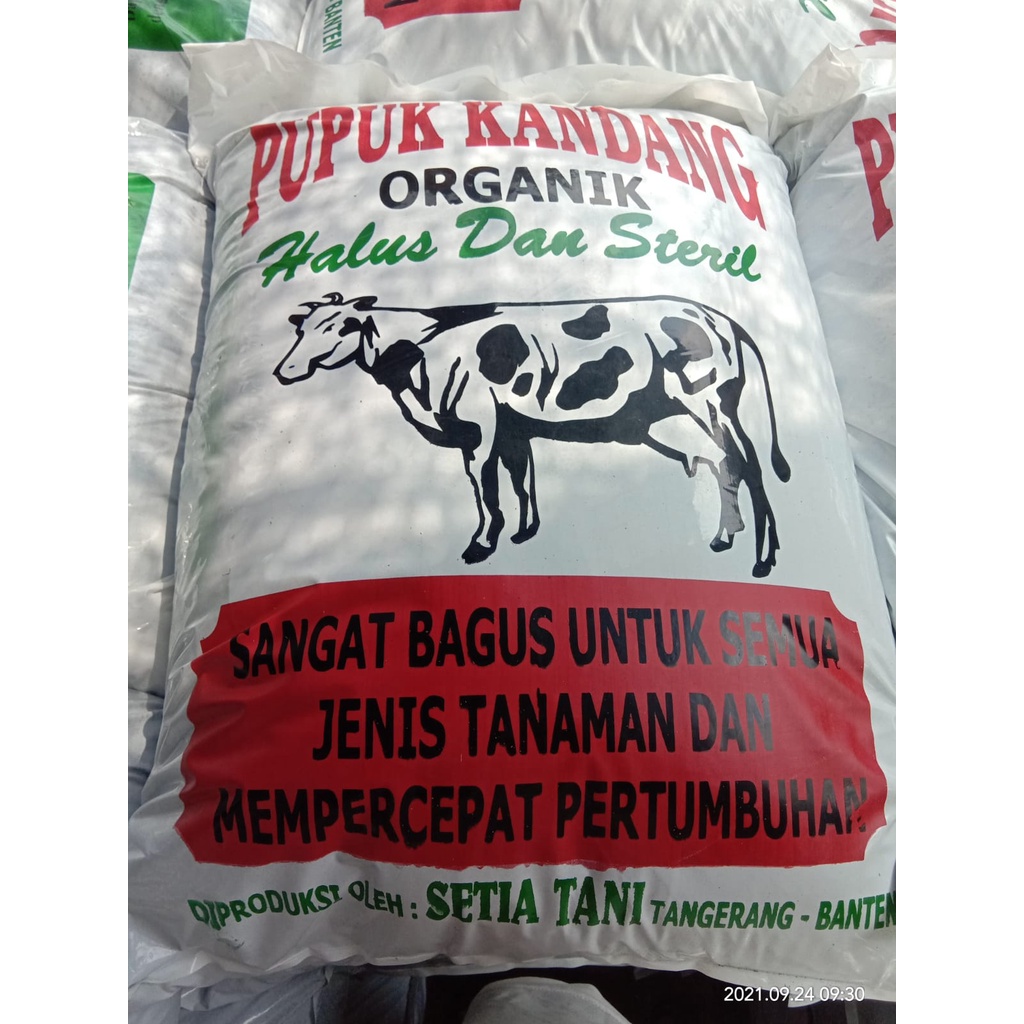 PUPUK KANDANG
ORGANIK
Halus Dan Steril
SANGAT BAGUS UNTUK SEMUA
JENIS TANAMAN DAN
MEMPERCEPAT PERTUMBUHAN
DIPRODUKSI OLEH : SETIA TANI TANGERANG - BANTEN
BANTEN
2021.09.24 09:30